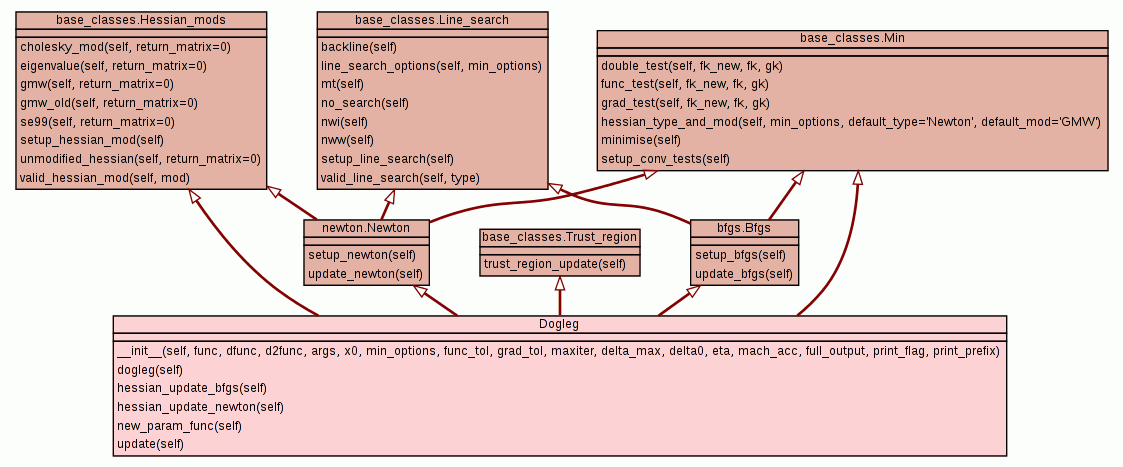 base_classes.Hessian_mods
cholesky_mod(self, return_matrix=0)
eigenvalue(self, return_matrix=0)
gmw(self, return_matrix=0)
gmw_old(self, return_matrix=0)
se99(self, return_matrix=0)
setup_hessian_mod(self)
unmodified_hessian(self, return_matrix=0)
valid_hessian_mod(self, mod)
base_classes.Line_search
backline(self)
line_search_options(self, min_options)
mt(self)
no_search(self)
nwi(self)
nww(self)
setup_line_search(self)
valid_line_search(self, type)
base_classes.Min
double_test(self, fk_new, fk, gk)
func_test(self, fk_new, fk, gk)
grad_test(self, fk_new, fk, gk)
hessian_type_and_mod(self, min_options, default_type='Newton', default_mod='GMW')
minimise(self)
setup_conv_tests(self)
newton.Newton
setup_newton(self)
update_newton(self)
base_classes.Trust_region
trust_region_update(self)
bfgs.Bfgs
setup_bfgs(self)
update_bfgs(self)
Dogleg
__init__(self, func, dfunc, d2func, args, x0, min_options, func_tol, grad_tol, maxiter, delta_max, delta0, eta, mach_acc, full_output, print_flag, print_prefix)
dogleg(self)
hessian_update_bfgs(self)
hessian_update_newton(self)
new_param_func(self)
update(self)